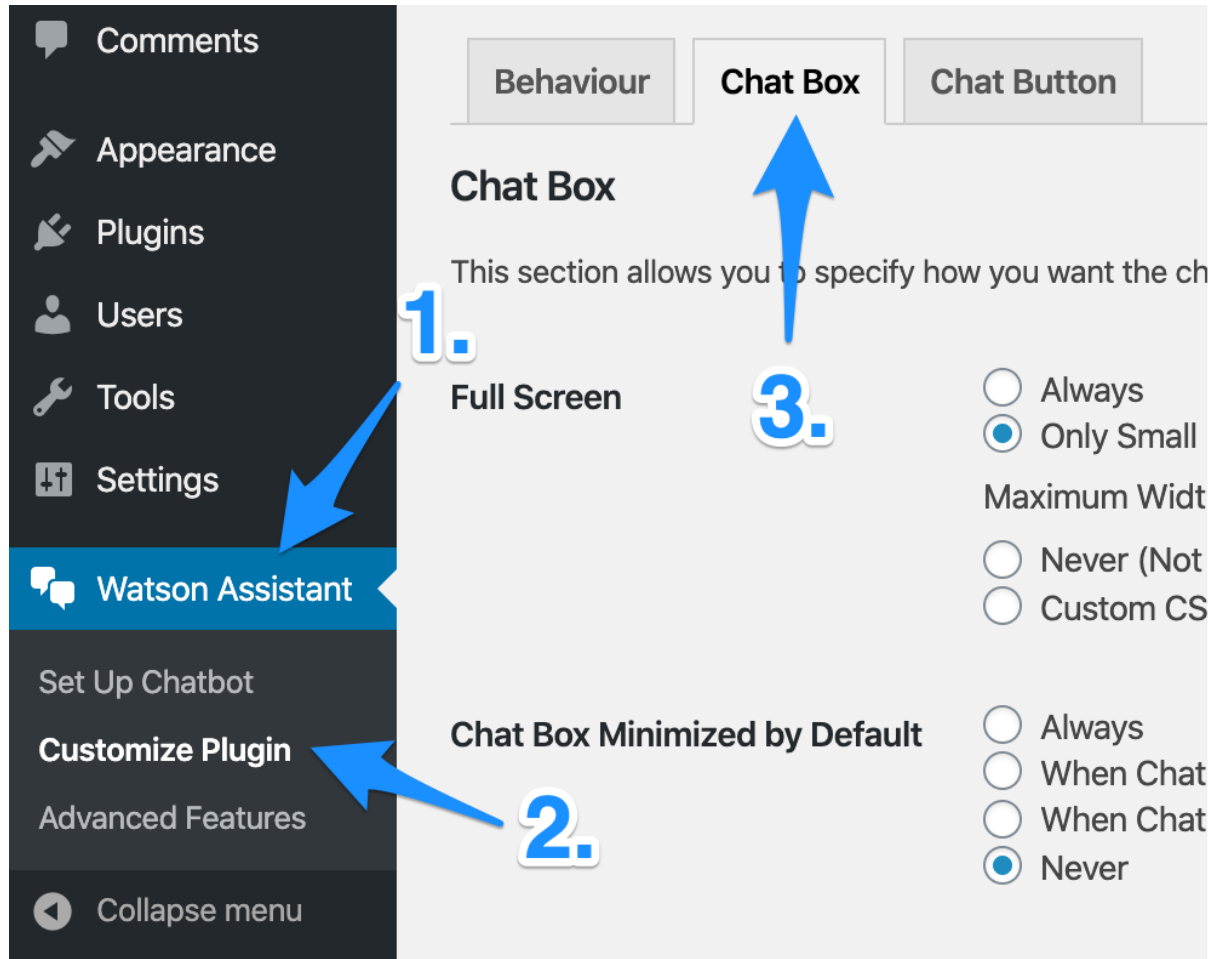 Comments
Appearance
Plugins
Users
Tools
Settings
Watson Assistant
Set Up Chatbot
Customize Plugin
Advanced Features
Collapse menu
1.
2.
3.
Behaviour Chat Box Chat Button
Chat Box
This section allows you to specify how you want the ch
Full Screen
Always
Only Small
Maximum Widt
Never (Not
Custom CS
Chat Box Minimized by Default
Always
When Chat
When Chat
Never